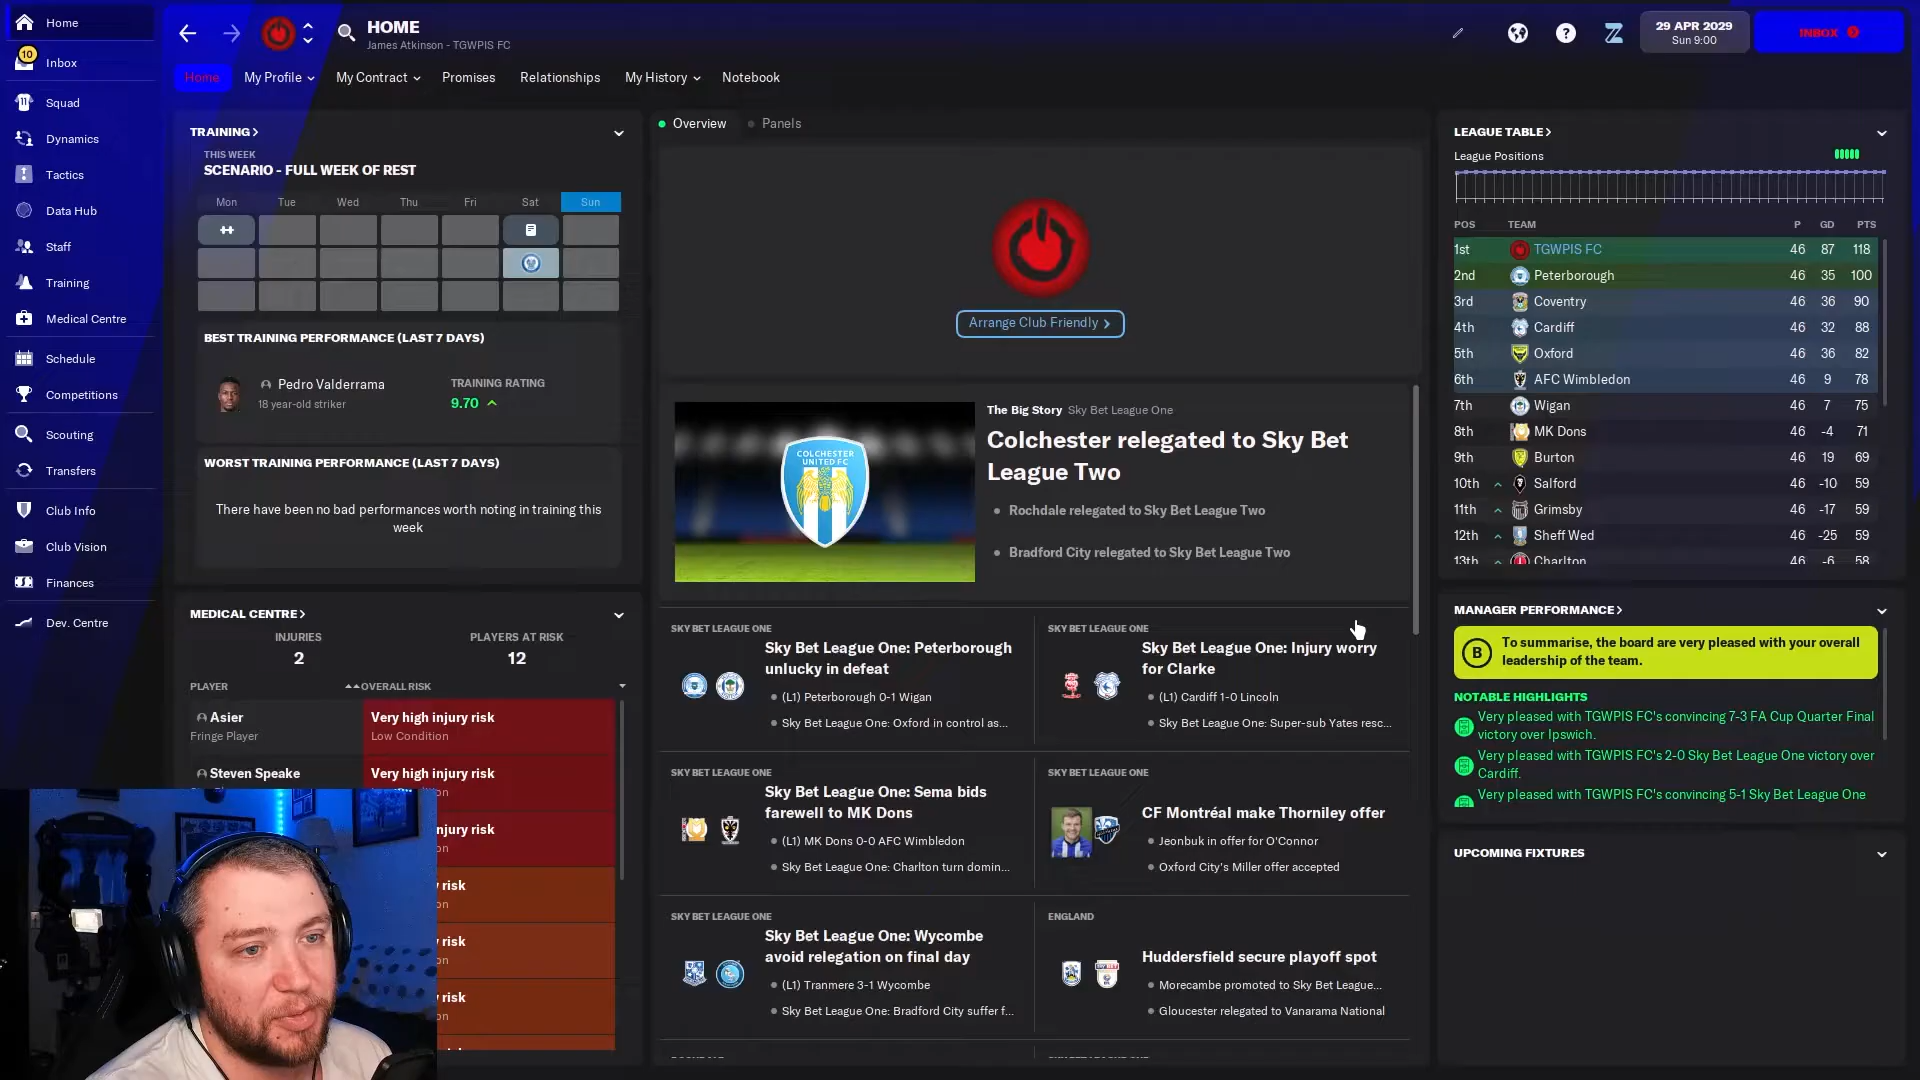 Home
10
Inbox
Squad
Dynamics
Tactics
Data Hub
Staff
Training
Medical Centre
Schedule
Competitions
Scouting
Transfers
Club Info
Club Vision
Finances
Dev. Centre
HOME
James Atkinson - TGWPIS FC
29 APR 2029
Sun 9:00
INBOX
Home
My Profile
My Contract
Promises
Relationships
My History
Notebook
TRAINING >
THIS WEEK
SCENARIO - FULL WEEK OF REST
Mon Tue Wed Thu Fri Sat Sun
BEST TRAINING PERFORMANCE (LAST 7 DAYS)
Pedro Valderrama
18 year-old striker
TRAINING RATING
9.70
WORST TRAINING PERFORMANCE (LAST 7 DAYS)
There have been no bad performances worth noting in training this
week
MEDICAL CENTRE >
INJURIES
2
PLAYERS AT RISK
12
PLAYER OVERALL RISK
Asier
Fringe Player
Very high injury risk
Low Condition
Steven Speake
Very high injury risk
Overview
Panels
Arrange Club Friendly >
The Big Story Sky Bet League One
Colchester relegated to Sky Bet
League Two
COLCHESTER
UNITED FC
Rochdale relegated to Sky Bet League Two
Bradford City relegated to Sky Bet League Two
SKY BET LEAGUE ONE
Sky Bet League One: Peterborough
unlucky in defeat
(L1) Peterborough 0-1 Wigan
Sky Bet League One: Oxford in control as...
SKY BET LEAGUE ONE
Sky Bet League One: Injury worry
for Clarke
(L1) Cardiff 1-0 Lincoln
Sky Bet League One: Super-sub Yates resc...
SKY BET LEAGUE ONE
Sky Bet League One: Sema bids
farewell to MK Dons
(L1) MK Dons 0-0 AFC Wimbledon
Sky Bet League One: Charlton turn domin...
SKY BET LEAGUE ONE
CF Montréal make Thorniley offer
Jeonbuk in offer for O'Connor
Oxford City's Miller offer accepted
SKY BET LEAGUE ONE
Sky Bet League One: Wycombe
avoid relegation on final day
(L1) Tranmere 3-1 Wycombe
Sky Bet League One: Bradford City suffer f...
ENGLAND
Huddersfield secure playoff spot
Morecambe promoted to Sky Bet League...
Gloucester relegated to Vanarama National
LEAGUE TABLE >
League Positions
POS TEAM P GD PTS
1st TGWPIS FC 46 87 118
2nd Peterborough 46 35 100
3rd Coventry 46 36 90
4th Cardiff 46 32 88
5th Oxford 46 36 82
6th AFC Wimbledon 46 9 78
7th Wigan 46 7 75
8th MK Dons 46 -4 71
9th Burton 46 19 69
10th Salford 46 -10 59
11th Grimsby 46 -17 59
12th Sheff Wed 46 -25 59
13th Charlton 46 -6 58
MANAGER PERFORMANCE >
B
To summarise, the board are very pleased with your overall
leadership of the team.
NOTABLE HIGHLIGHTS
Very pleased with TGWPIS FC's convincing 7-3 FA Cup Quarter Final
victory over Ipswich.
Very pleased with TGWPIS FC's 2-0 Sky Bet League One victory over
Cardiff.
Very pleased with TGWPIS FC's convincing 5-1 Sky Bet League One
UPCOMING FIXTURES